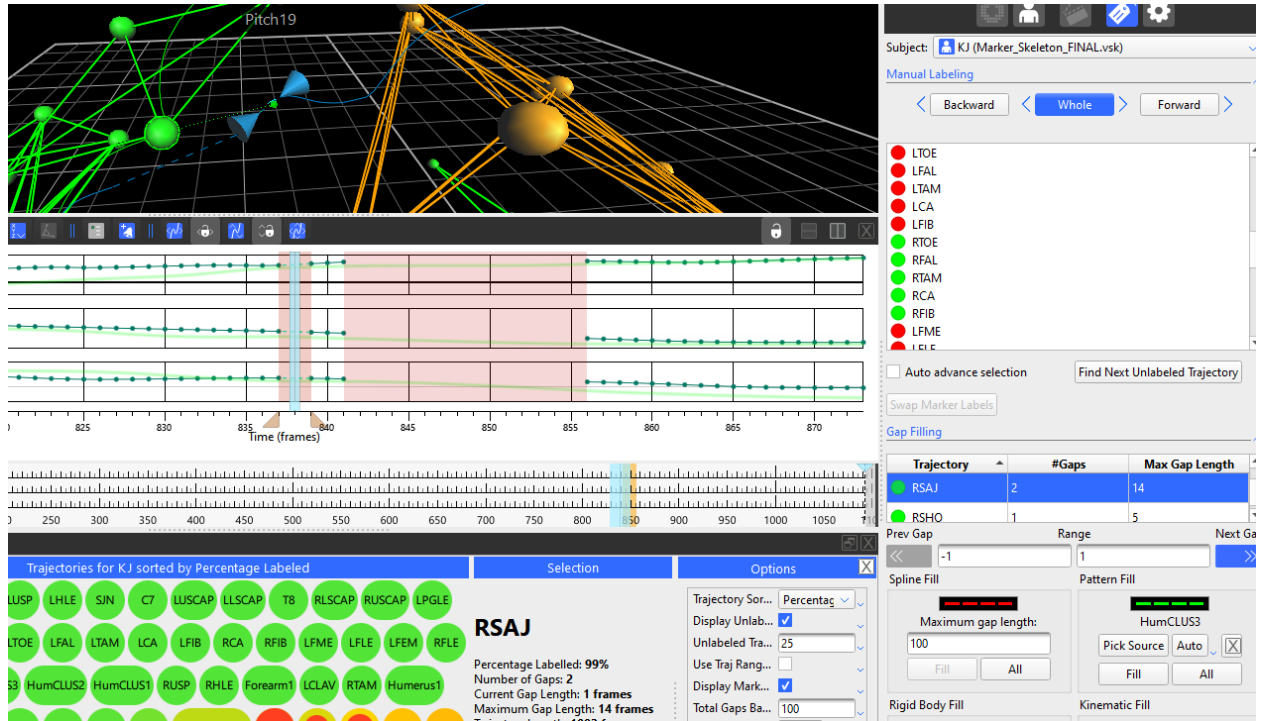 Pitch19
Subject: KJ (Marker_Skeleton_FINAL.vsk)
Manual Labeling
Backward Whole Forward
LTOE
LFAL
LTAM
LCA
LFIB
RTOE
RFAL
RTAM
RCA
RFIB
LFME
LFLE
Auto advance selection Find Next Unlabeled Trajectory
Swap Marker Labels
Gap Filling
Trajectory #Gaps Max Gap Length
RSAJ 2 14
RSHO 1 5
Prev Gap Range Next Ga
-1 1
Spline Fill Pattern Fill
Maximum gap length: HumCLUS3
100 Pick Source Auto X
Fill All Fill All
Rigid Body Fill Kinematic Fill
825 830 835 840 845 850 855 860 865 870
Time (frames)
250 300 350 400 450 500 550 600 650 700 750 800 850 900 950 1000 1050
Trajectories for KJ sorted by Percentage Labeled Selection Options X
LUSP LHLE SJN C7 LUSCAP LLSCAP T8 RLSCAP RUSCAP LPGLE
LTOE LFAL LTAM LCA LFIB RCA RFIB LFME LFLE LFEM RFLE
S3 HumCLUS2 HumCLUS1 RUSP RHLE Forearm1 LCLAV RTAM Humerus1
RSAJ
Percentage Labelled: 99%
Number of Gaps: 2
Current Gap Length: 1 frames
Maximum Gap Length: 14 frames
Trajectory Sor... Percentag
Display Unlab...
Unlabeled Tra... 25
Use Traj Rang...
Display Mark...
Total Gaps Ba... 100